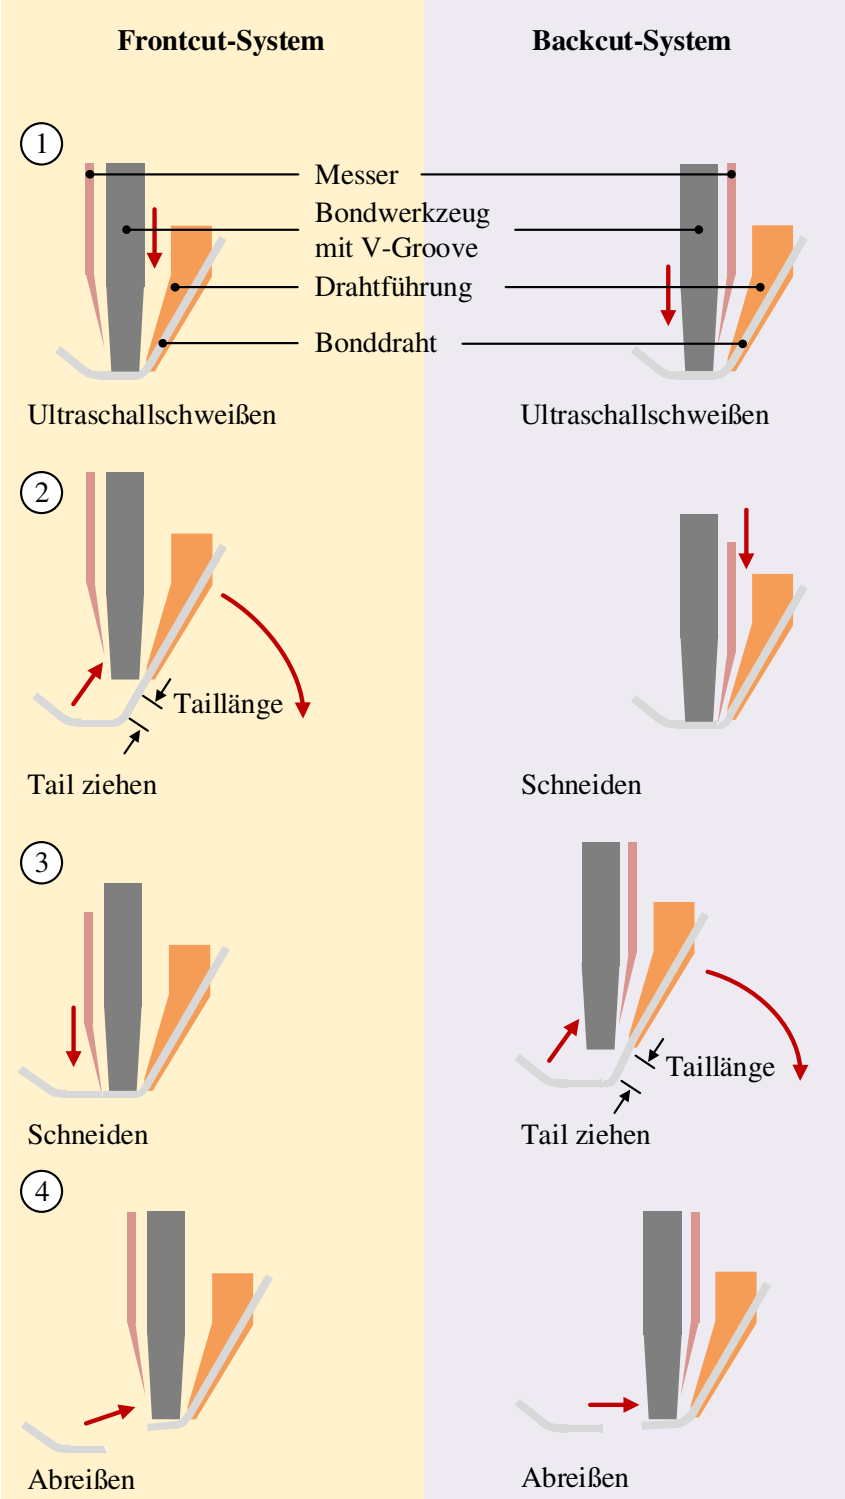 Frontcut-System
Backcut-System
1
Messer
Bondwerkzeug
mit V-Groove
Drahtführung
Bonddraht
Ultraschallschweißen
Ultraschallschweißen
2
Taillänge
Tail ziehen
Schneiden
3
Schneiden
Taillänge
Tail ziehen
4
Abreißen
Abreißen